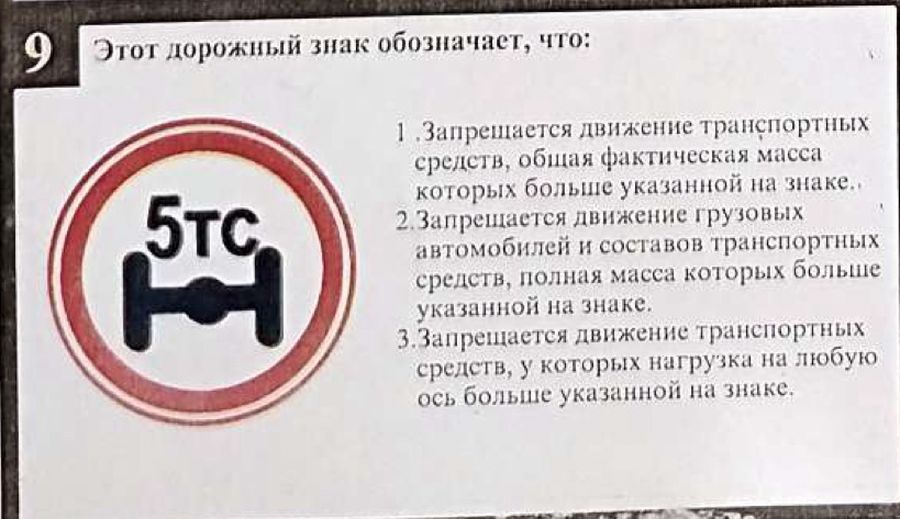 9
Этот дорожный знак обозначает, что:
5тс
1 .Запрещается движение транспортных
средств, общая фактическая масса
которых больше указанной на знаке..
2.Запрещается движение грузовых
автомобилей и составов транспортных
средств, полная масса которых больше
указанной на знаке.
3.Запрещается движение транспортных
средств, у которых нагрузка на любую
ось больше указанной на знаке.